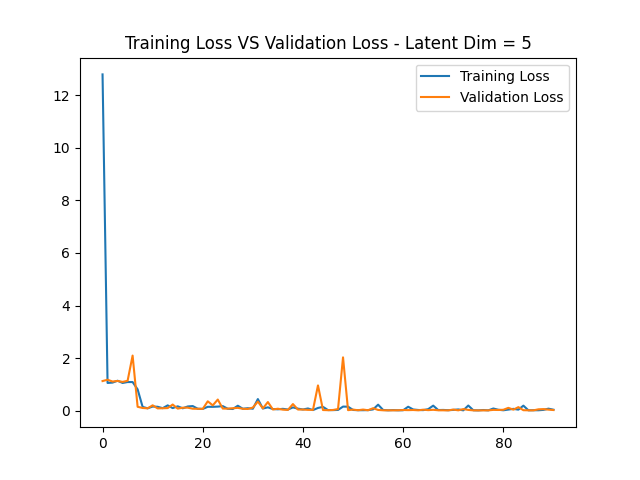 Training Loss VS Validation Loss - Latent Dim = 5
Training Loss
Validation Loss
12
10
8
6
4
2
0
0 20 40 60 80